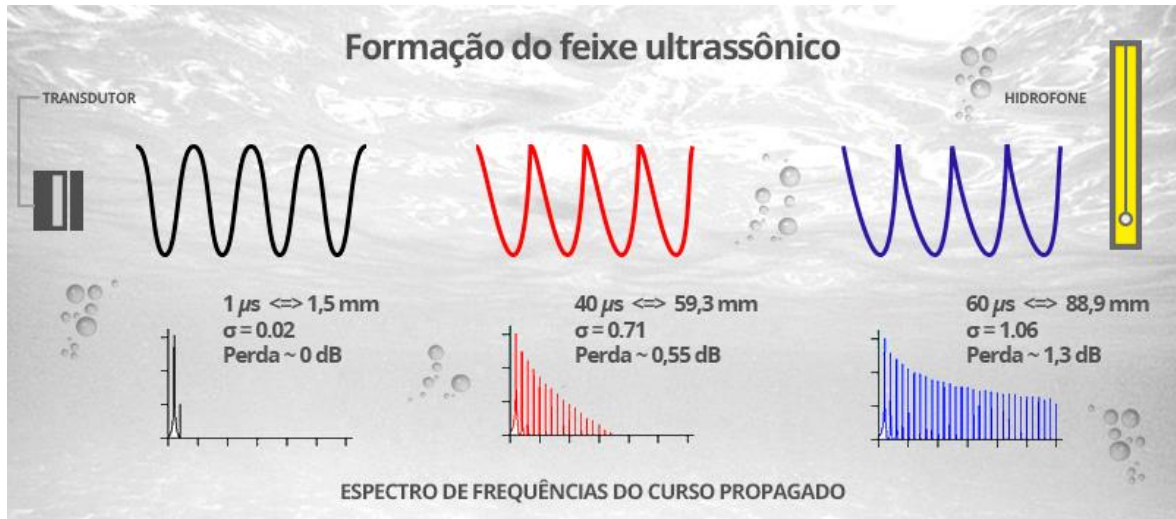 Formação do feixe ultrassônico
TRANSDUTOR
HIDROFONE
1 µs <=> 1,5 mm
σ = 0.02
Perda ~ 0 dB
40 µs <=> 59,3 mm
σ = 0.71
Perda ~ 0,55 dB
60 µs <=> 88,9 mm
σ = 1.06
Perda ~ 1,3 dB
ESPECTRO DE FREQUÊNCIAS DO CURSO PROPAGADO